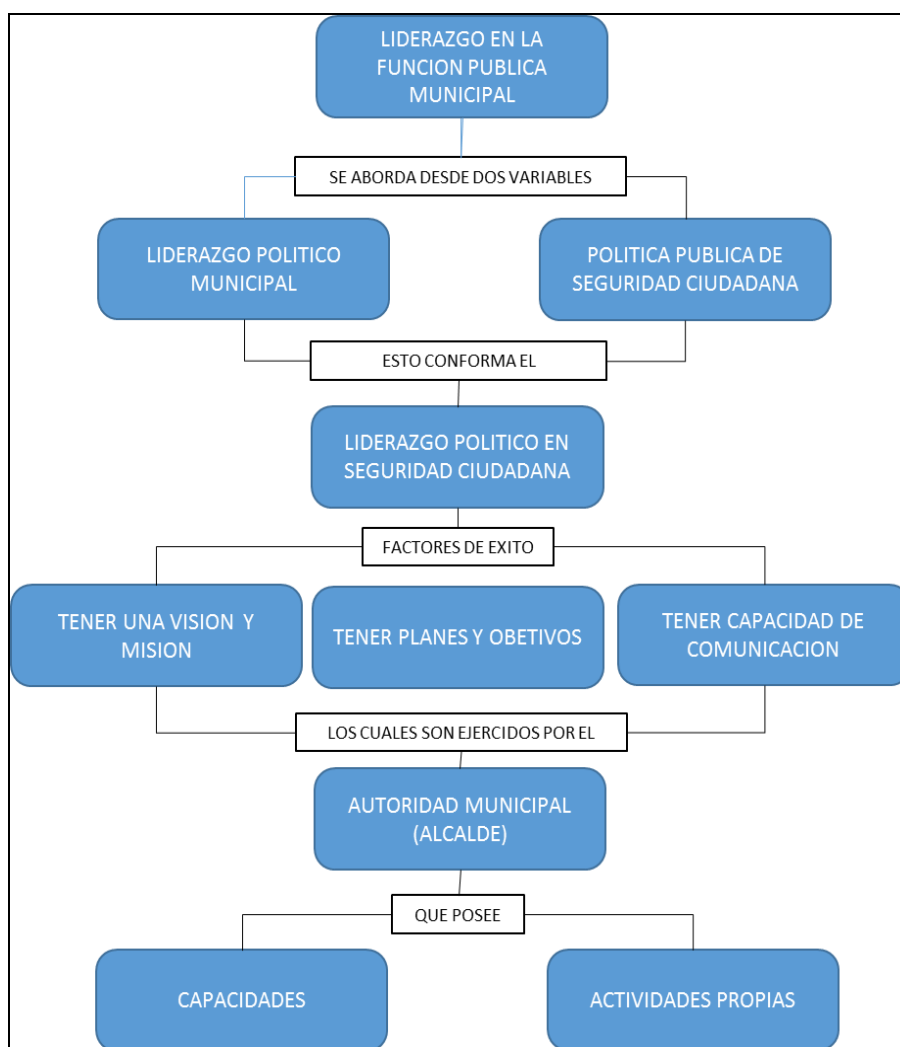 LIDERAZGO EN LA
FUNCION PUBLICA
MUNICIPAL
SE ABORDA DESDE DOS VARIABLES
LIDERAZGO POLITICO
MUNICIPAL
POLITICA PUBLICA DE
SEGURIDAD CIUDADANA
ESTO CONFORMA EL
LIDERAZGO POLITICO EN
SEGURIDAD CIUDADANA
FACTORES DE EXITO
TENER UNA VISION Y
MISION
TENER PLANES Y OBETIVOS
TENER CAPACIDAD DE
COMUNICACION
LOS CUALES SON EJERCIDOS POR EL
AUTORIDAD MUNICIPAL
(ALCALDE)
QUE POSEE
CAPACIDADES
ACTIVIDADES PROPIAS